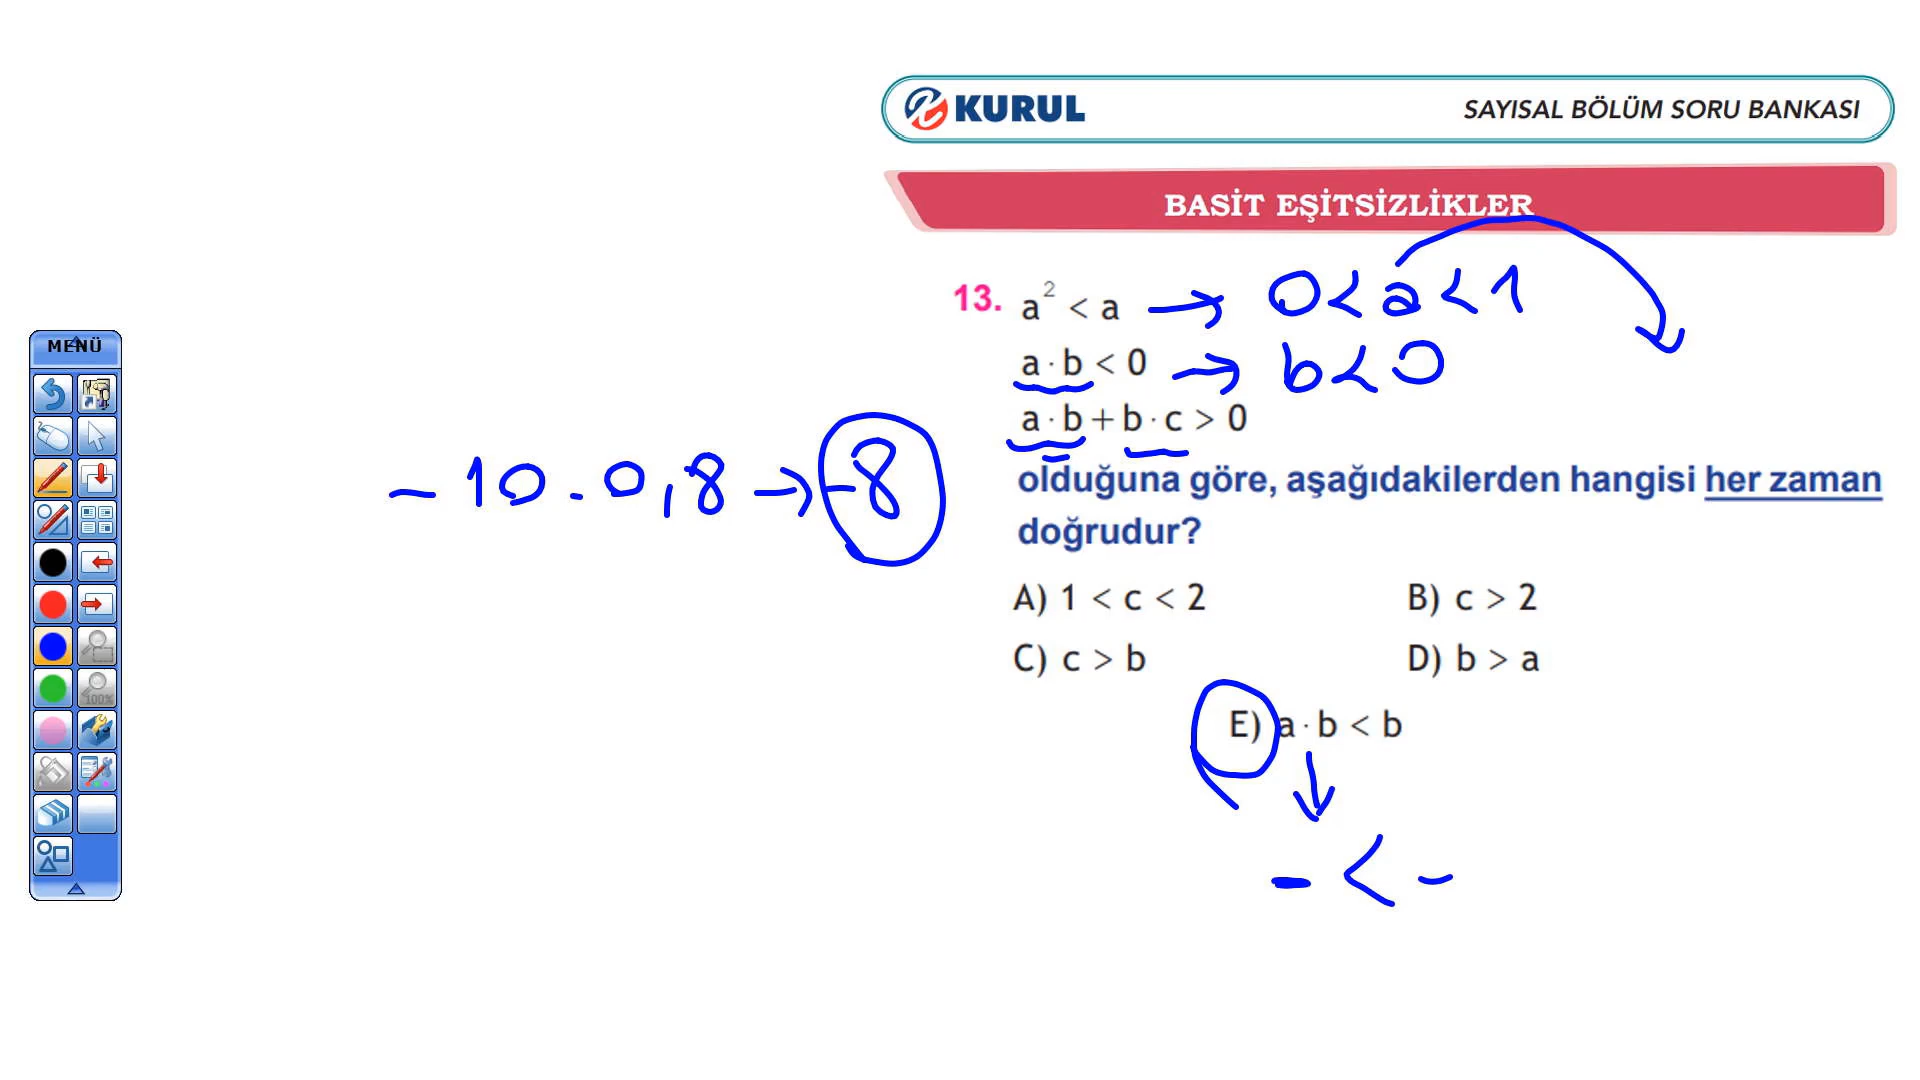 KURUL
SAYISAL BÖLÜM SORU BANKASI
BASİT EŞİTSİZLİKLER
MENÜ
13. a² < a → 0 < a < 1
a · b < 0 → b < 0
a · b + b · c > 0
- 10 . 0,8 → -8
olduğuna göre, aşağıdakilerden hangisi her zaman
doğrudur?
A) 1 < c < 2
B) c > 2
C) c > b
D) b > a
E) a · b < b
- < -
100%